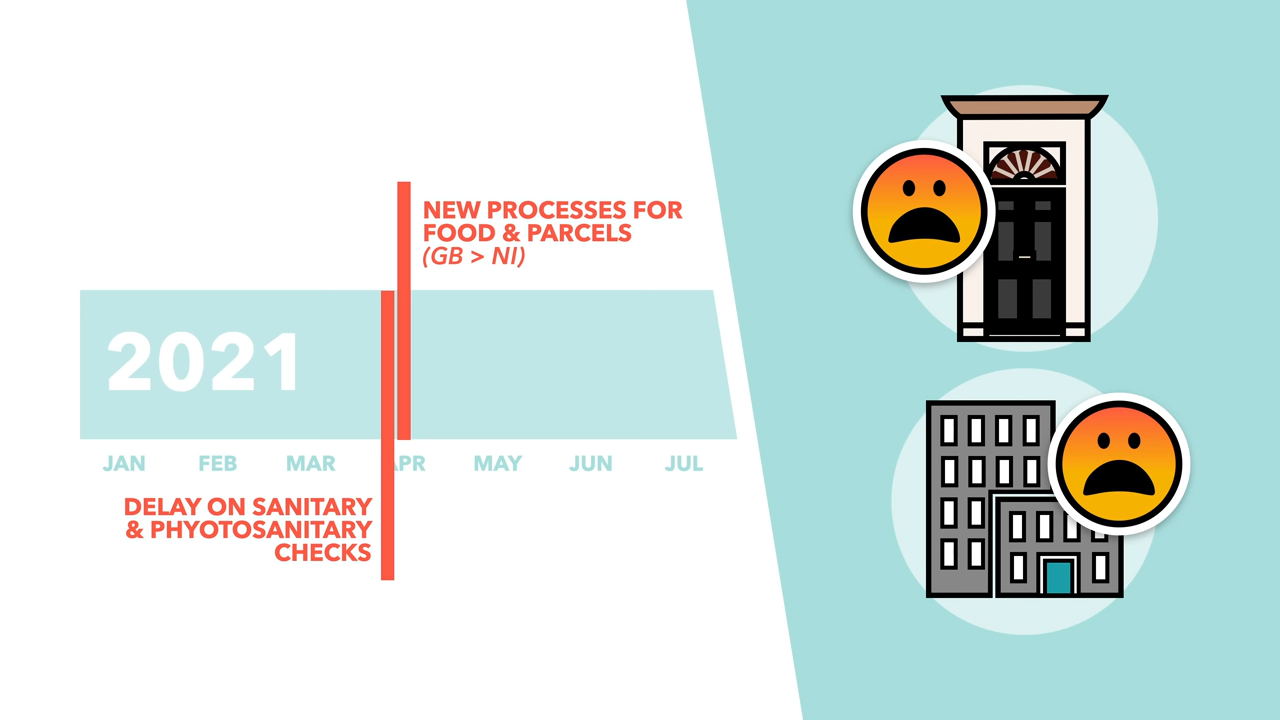 NEW PROCESSES FOR
FOOD & PARCELS
(GB > NI)
2021
JAN FEB MAR APR MAY JUN JUL
DELAY ON SANITARY
& PHYOTOSANITARY
CHECKS